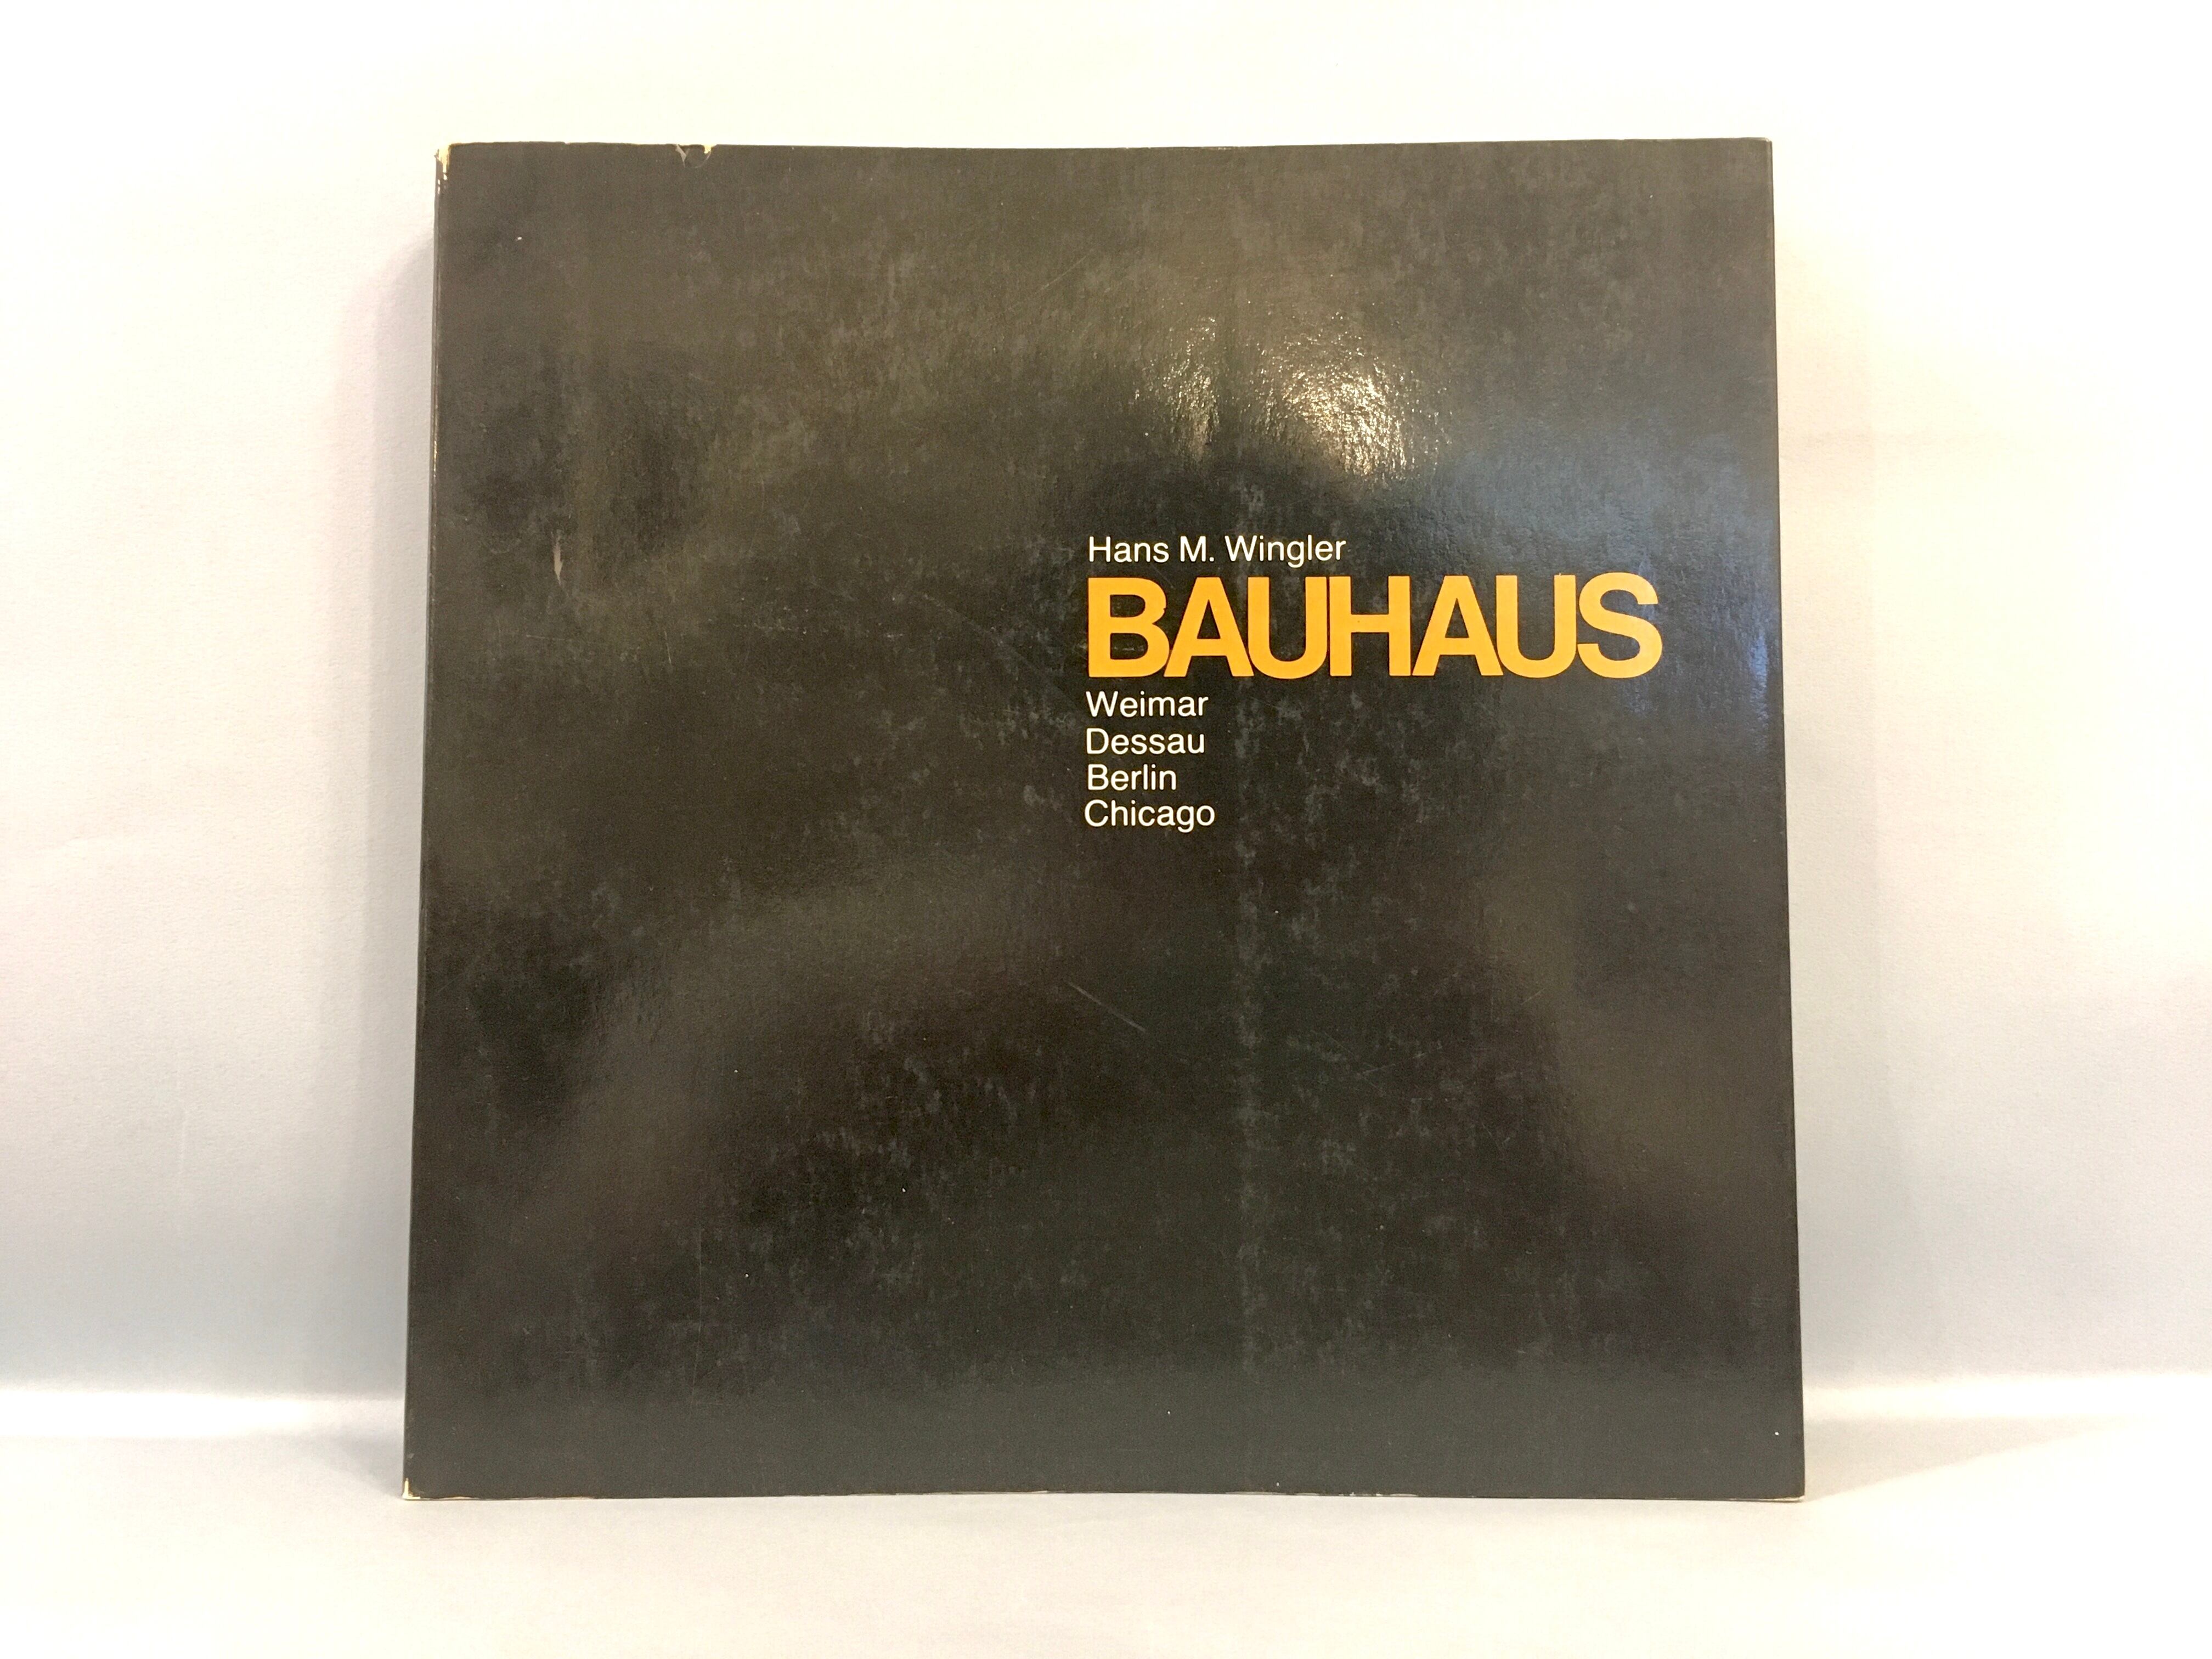 Hans M. Wingler
BAUHAUS
Weimar
Dessau
Berlin
Chicago